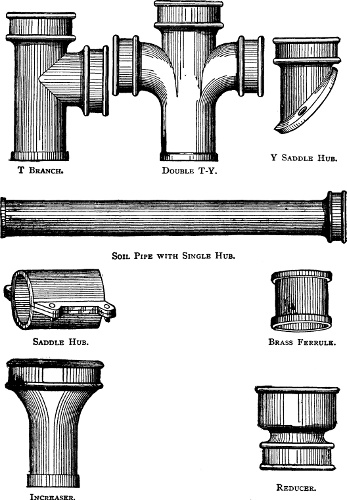 T Branch.
Double T-Y.
Y Saddle Hub.
Soil Pipe with Single Hub.
Saddle Hub.
Brass Ferrule.
Increaser.
Reducer.